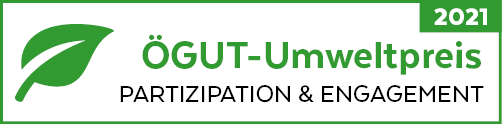 2021
ÖGUT-Umweltpreis
PARTIZIPATION & ENGAGEMENT